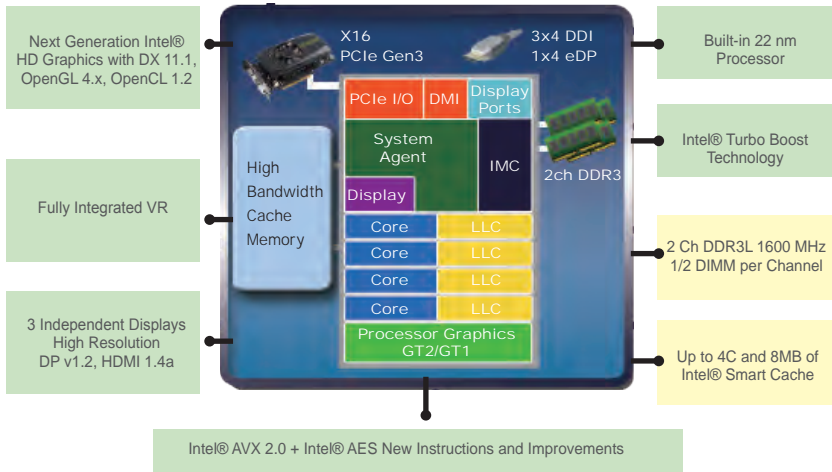 Next Generation Intel®
HD Graphics with DX 11.1,
OpenGL 4.x, OpenCL 1.2
Fully Integrated VR
3 Independent Displays
High Resolution
DP v1.2, HDMI 1.4a
X16
PCIe Gen3
3x4 DDI
1x4 eDP
PCIe I/O
DMI
Display
Ports
System
Agent
IMC
Display
2ch DDR3
High
Bandwidth
Cache
Memory
Core
LLC
Core
LLC
Core
LLC
Core
LLC
Processor Graphics
GT2/GT1
Built-in 22 nm
Processor
Intel® Turbo Boost
Technology
2 Ch DDR3L 1600 MHz
1/2 DIMM per Channel
Up to 4C and 8MB of
Intel® Smart Cache
Intel® AVX 2.0 + Intel® AES New Instructions and Improvements